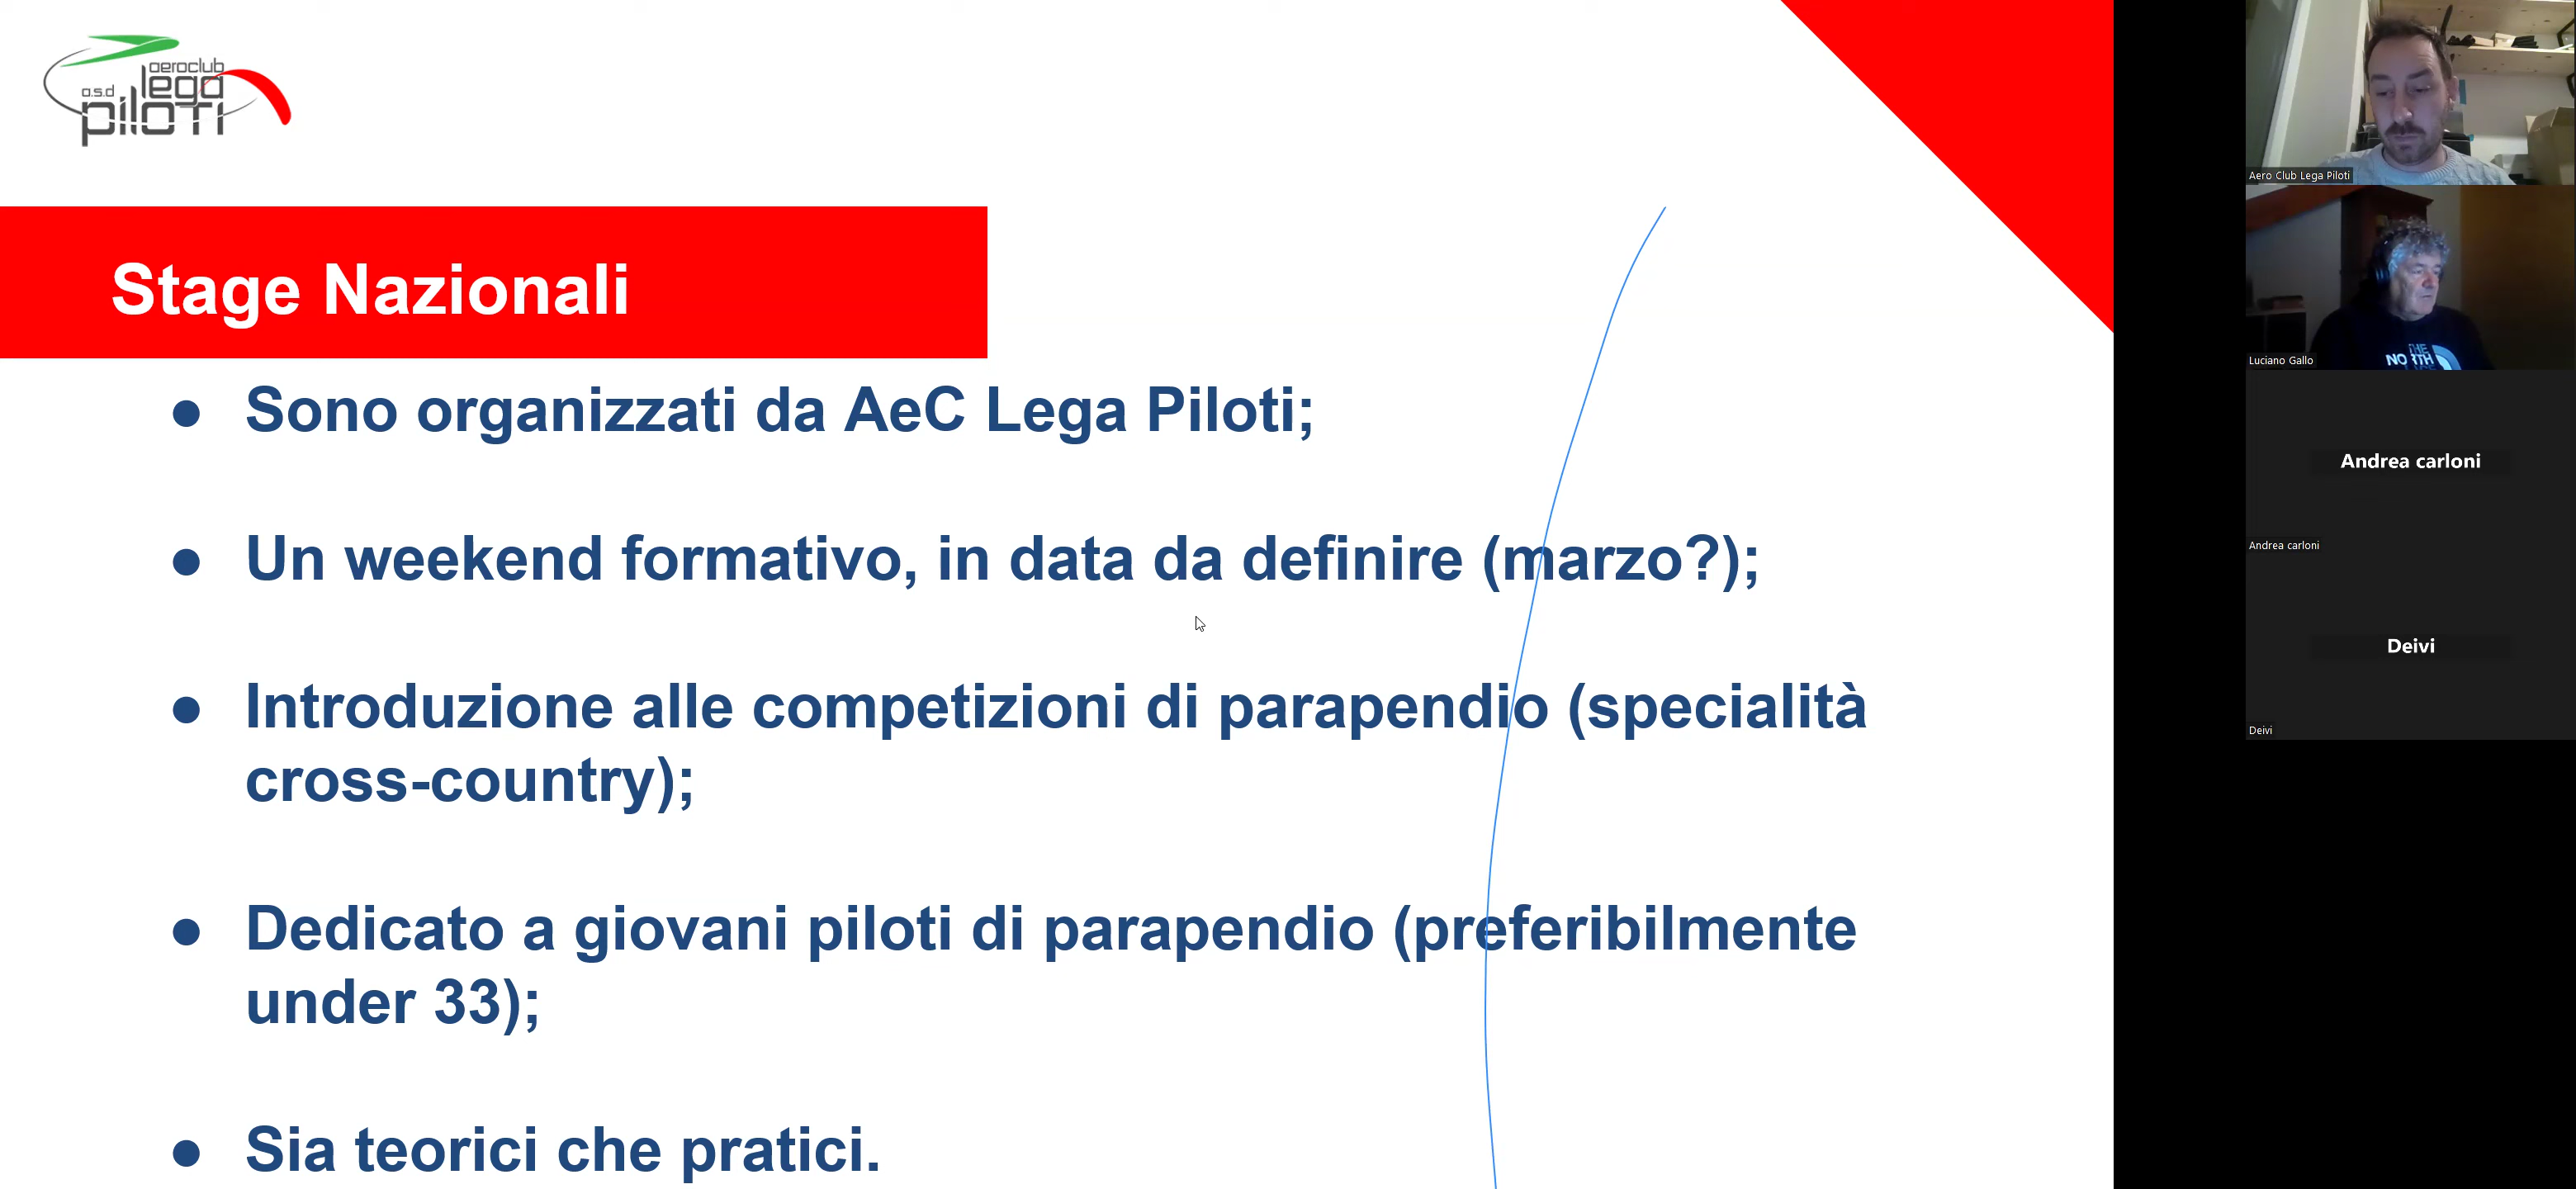 aeroclub
lega
a.s.d
piloti
Stage Nazionali
● Sono organizzati da AeC Lega Piloti;
● Un weekend formativo, in data da definire (marzo?);
● Introduzione alle competizioni di parapendio (specialità
cross-country);
● Dedicato a giovani piloti di parapendio (preferibilmente
under 33);
● Sia teorici che pratici.
Aero Club Lega Piloti
THE
NORTH
Luciano Gallo
Andrea carloni
Andrea carloni
Deivi
Deivi